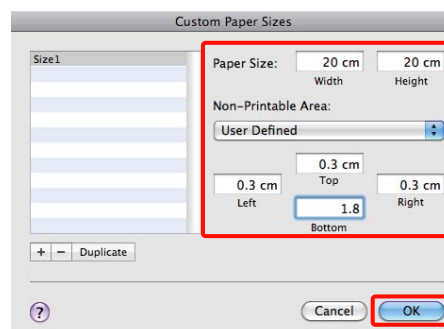 Custom Paper Sizes
Size1
Paper Size: 20 cm 20 cm
Width Height
Non-Printable Area:
User Defined
0.3 cm
Top
0.3 cm 0.3 cm
Left Right
1.8
Bottom
+ − Duplicate
? Cancel OK